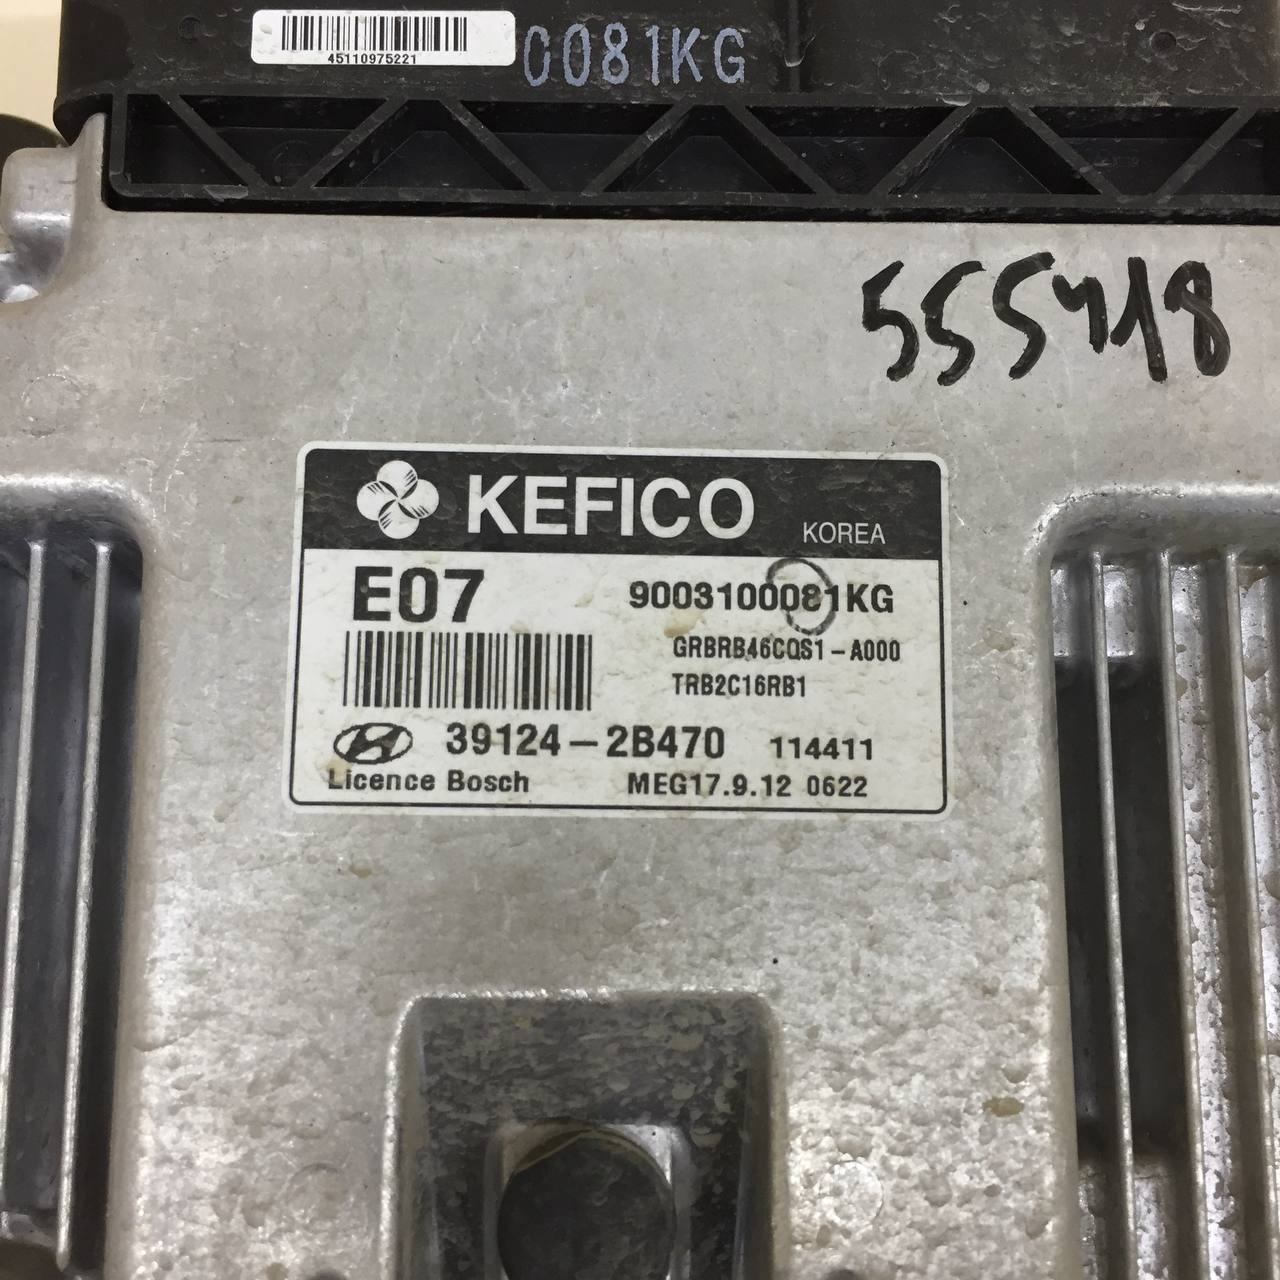 45110975221
0081KG
555418
KEFICO
KOREA
E07
9003100081KG
GRBRB46CQS1-A000
TRB2C16RB1
39124-2B470 114411
Licence Bosch MEG17.9.12 0622